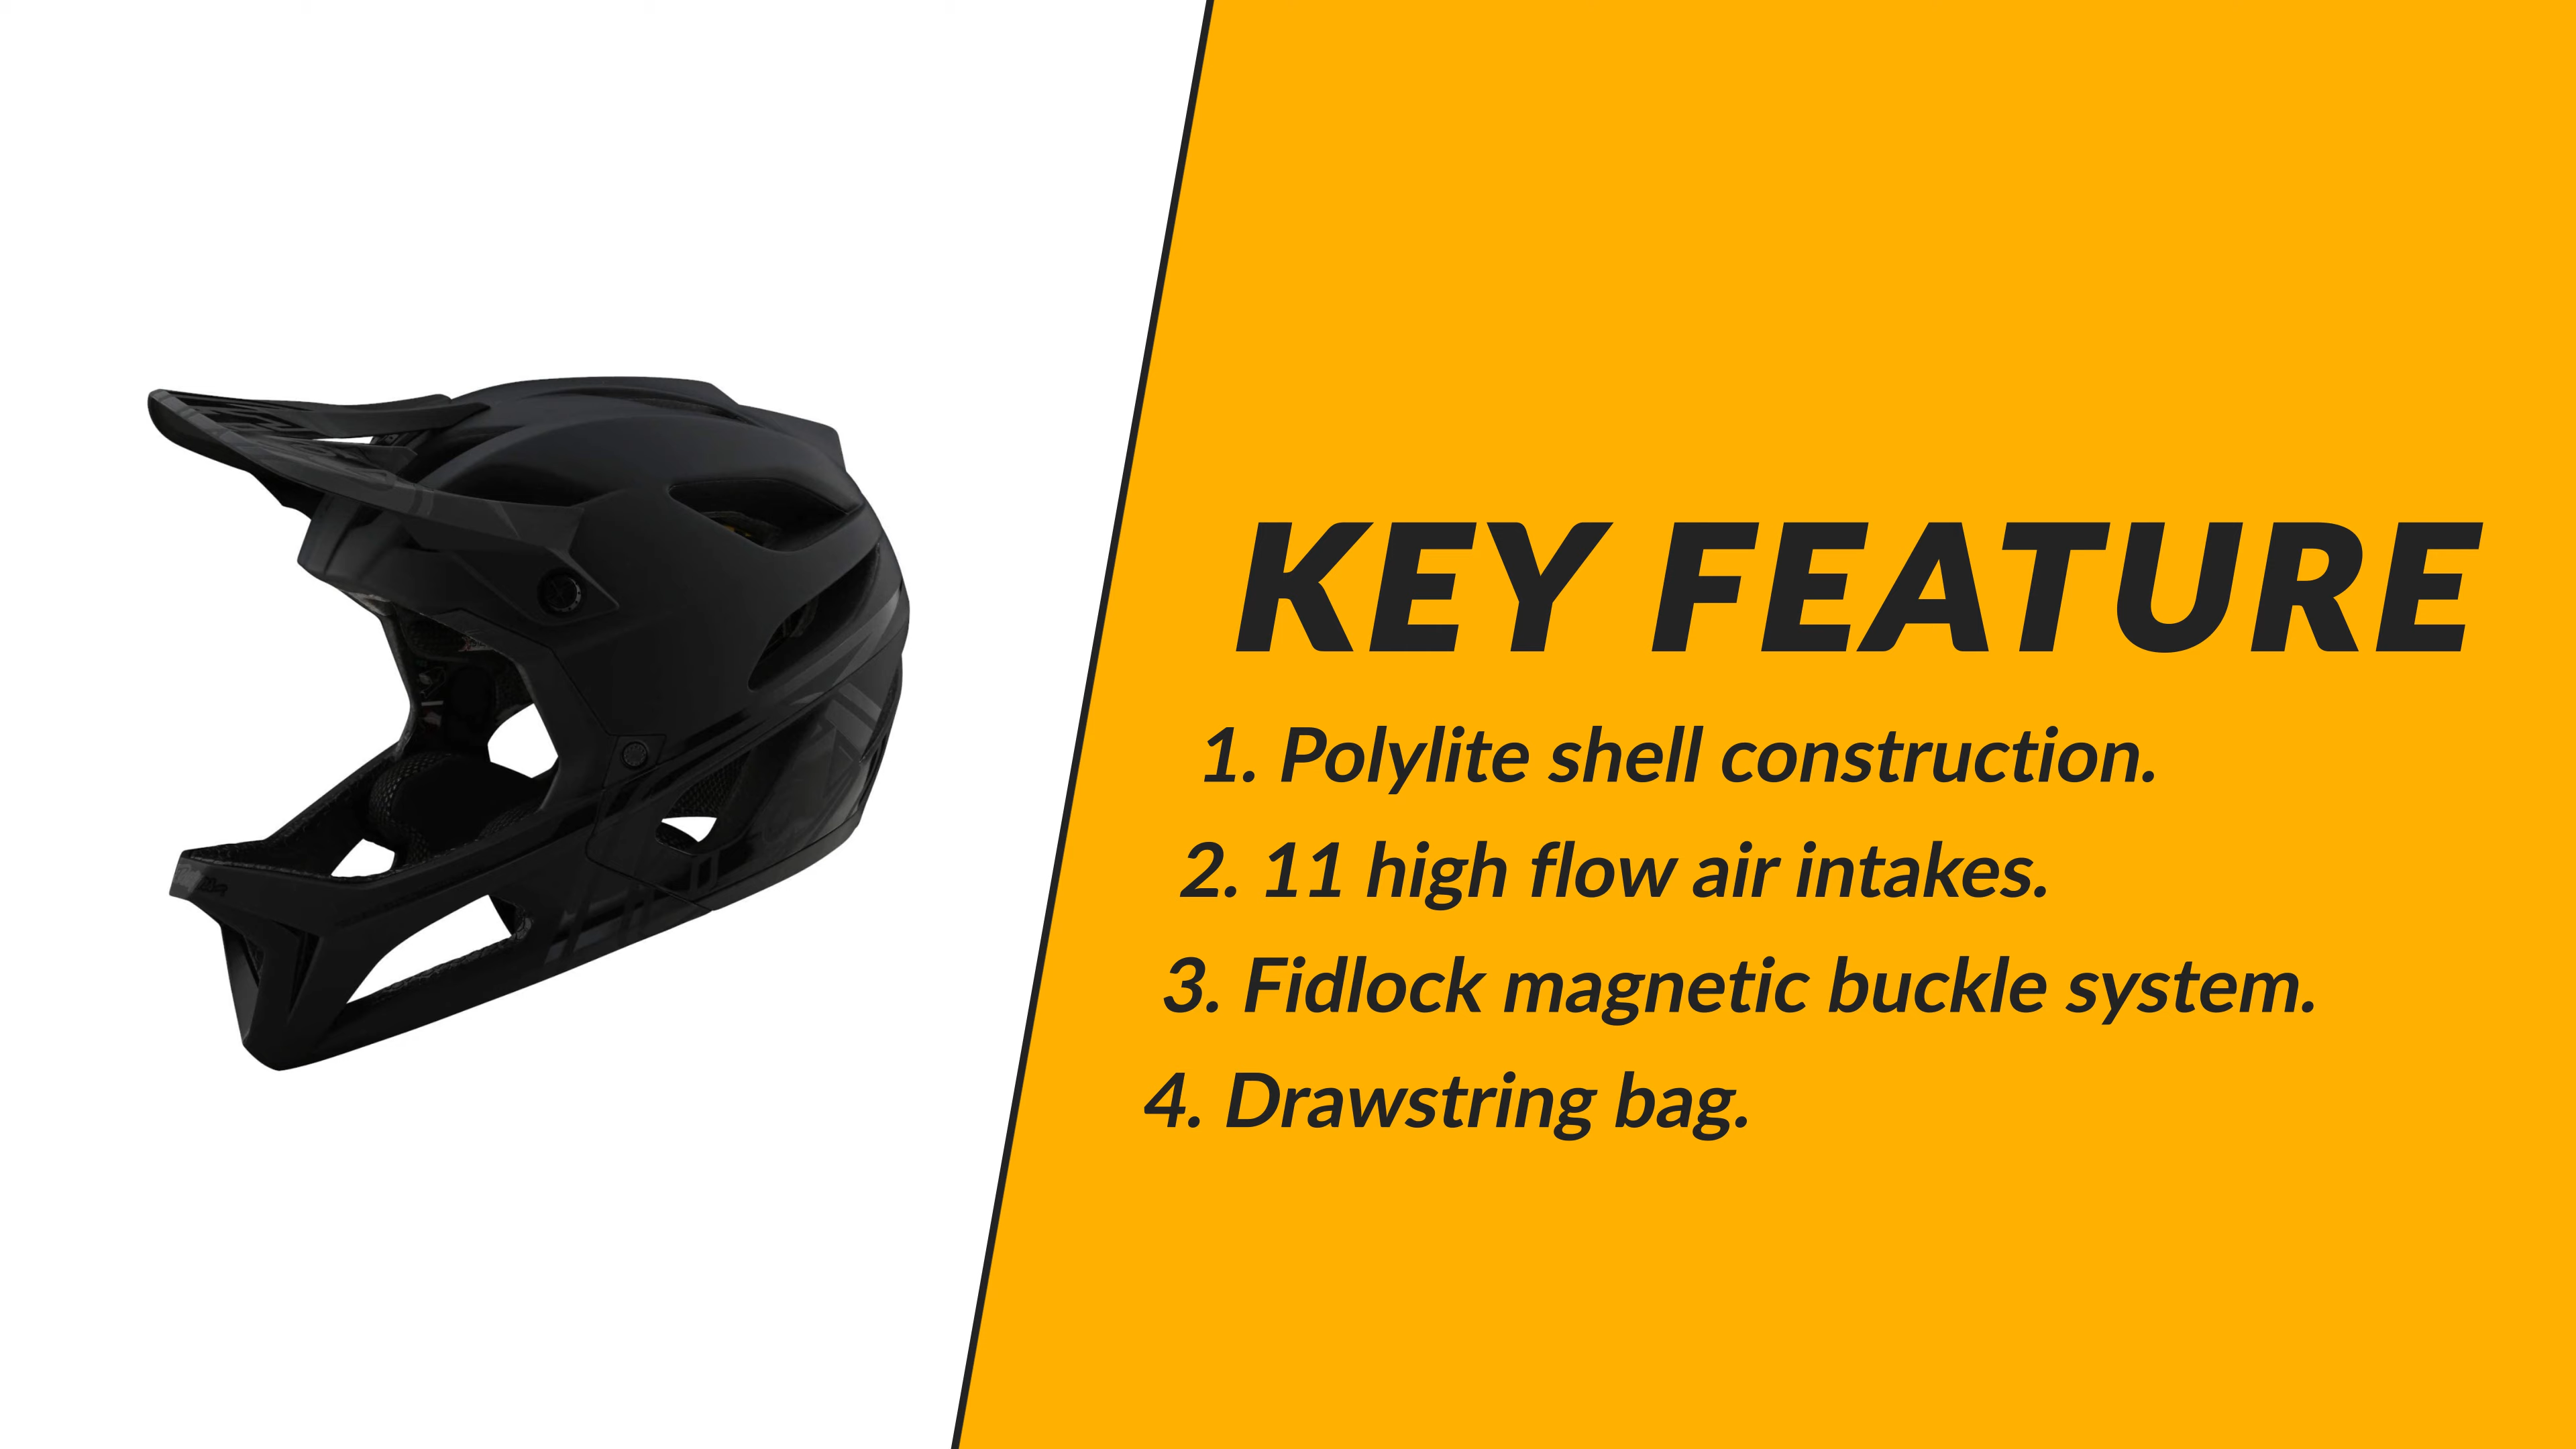 KEY FEATURE
1. Polylite shell construction.
2. 11 high flow air intakes.
3. Fidlock magnetic buckle system.
4. Drawstring bag.